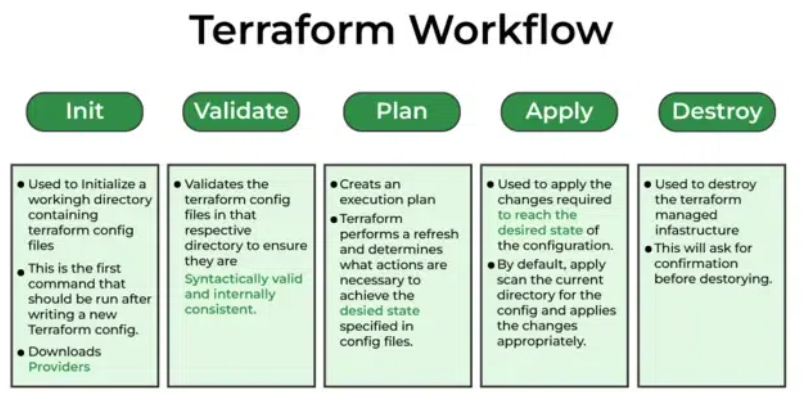 Terraform Workflow
Init
Validate
Plan
Apply
Destroy
Used to Initialize a
workingh directory
containing
terraform config
files
This is the first
command that
should be run after
writing a new
Terraform config.
Downloads
Providers
Validates the
terraform config
files in that
respective
directory to ensure
they are
Syntactically valid
and internally
consistent.
Creats an
execution plan
Terraform
performs a refresh
and determines
what actions are
necessary to
achieve the
desied state
specified in
config files.
Used to apply the
changes required
to reach the
desired state of
the configuration.
By default, apply
scan the current
directory for the
config and applies
the changes
appropriately.
Used to destroy
the terraform
managed
infastructure
This will ask for
confirmation
before destorying.